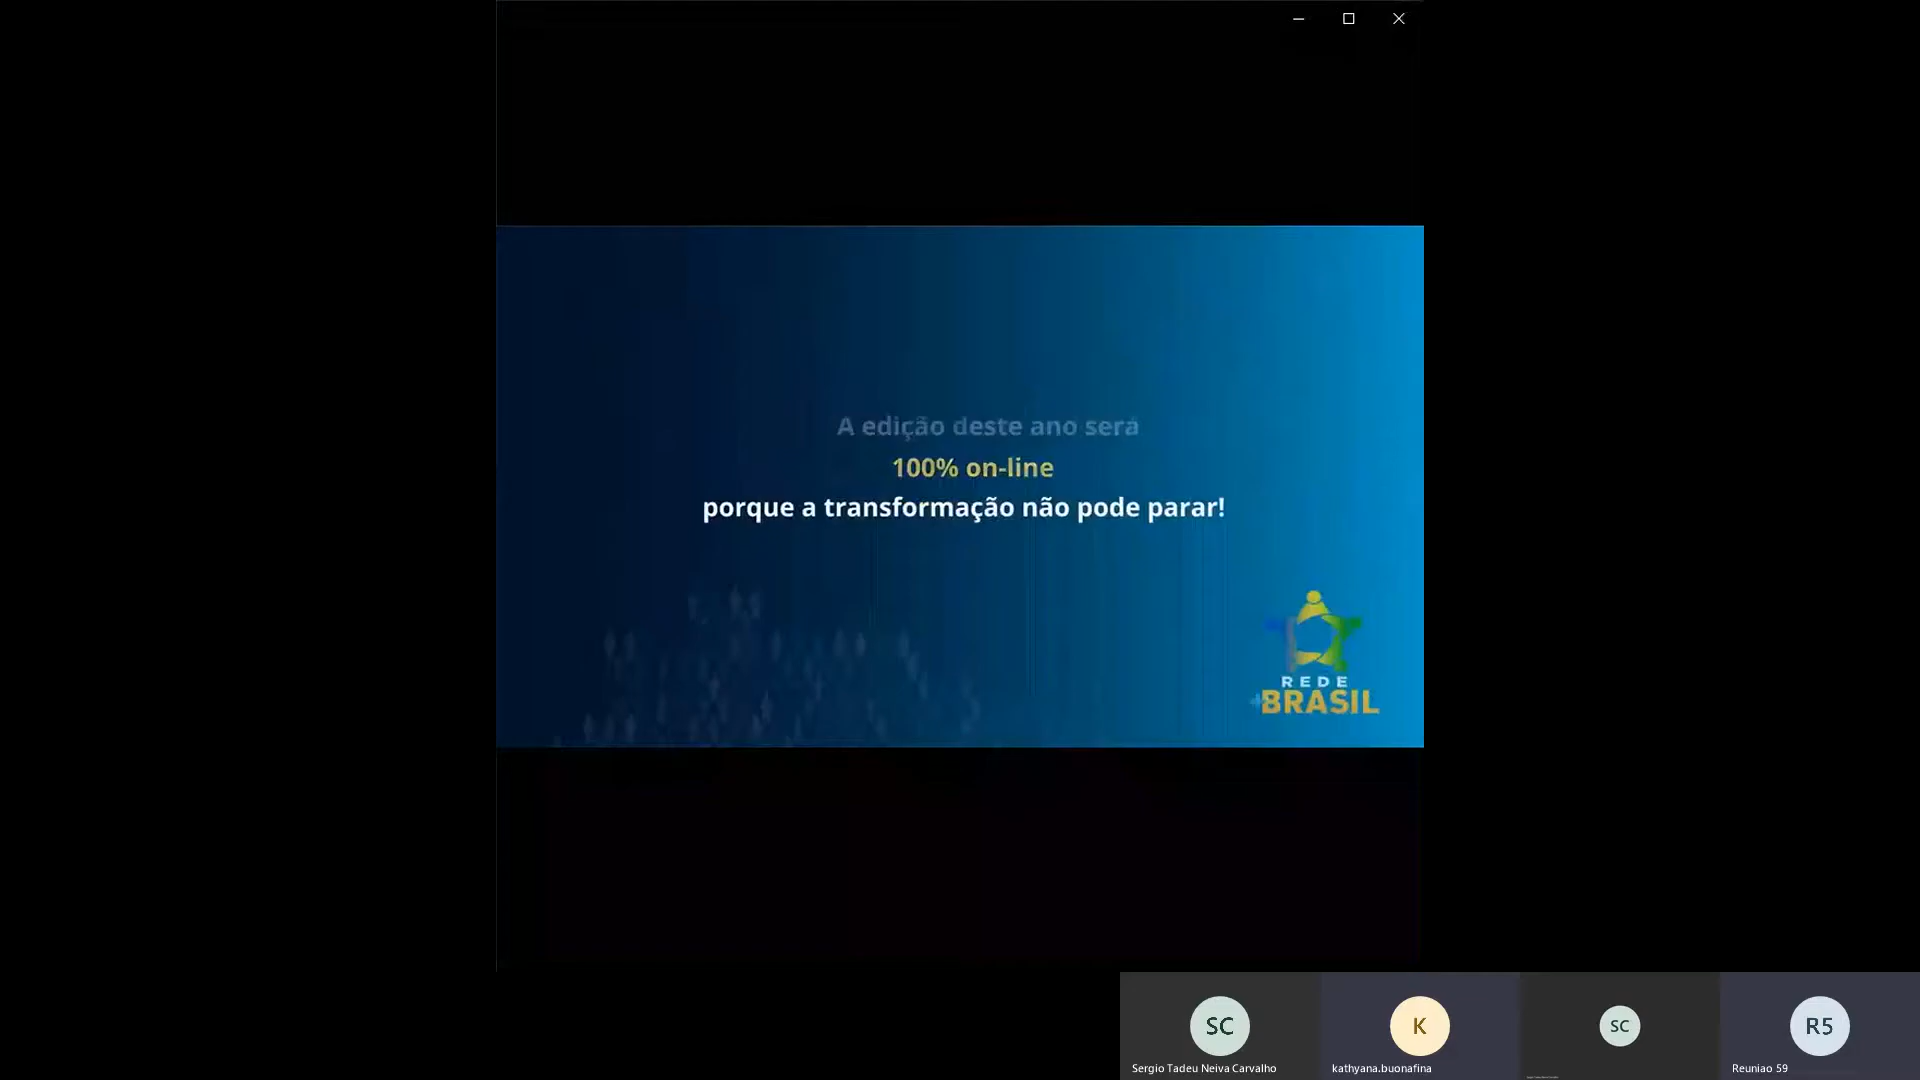 A edição deste ano será
100% on-line
porque a transformação não pode parar!
REDE
+BRASIL
SC
Sergio Tadeu Neiva Carvalho
K
kathyana.buonafina
SC
R5
Reuniao 59